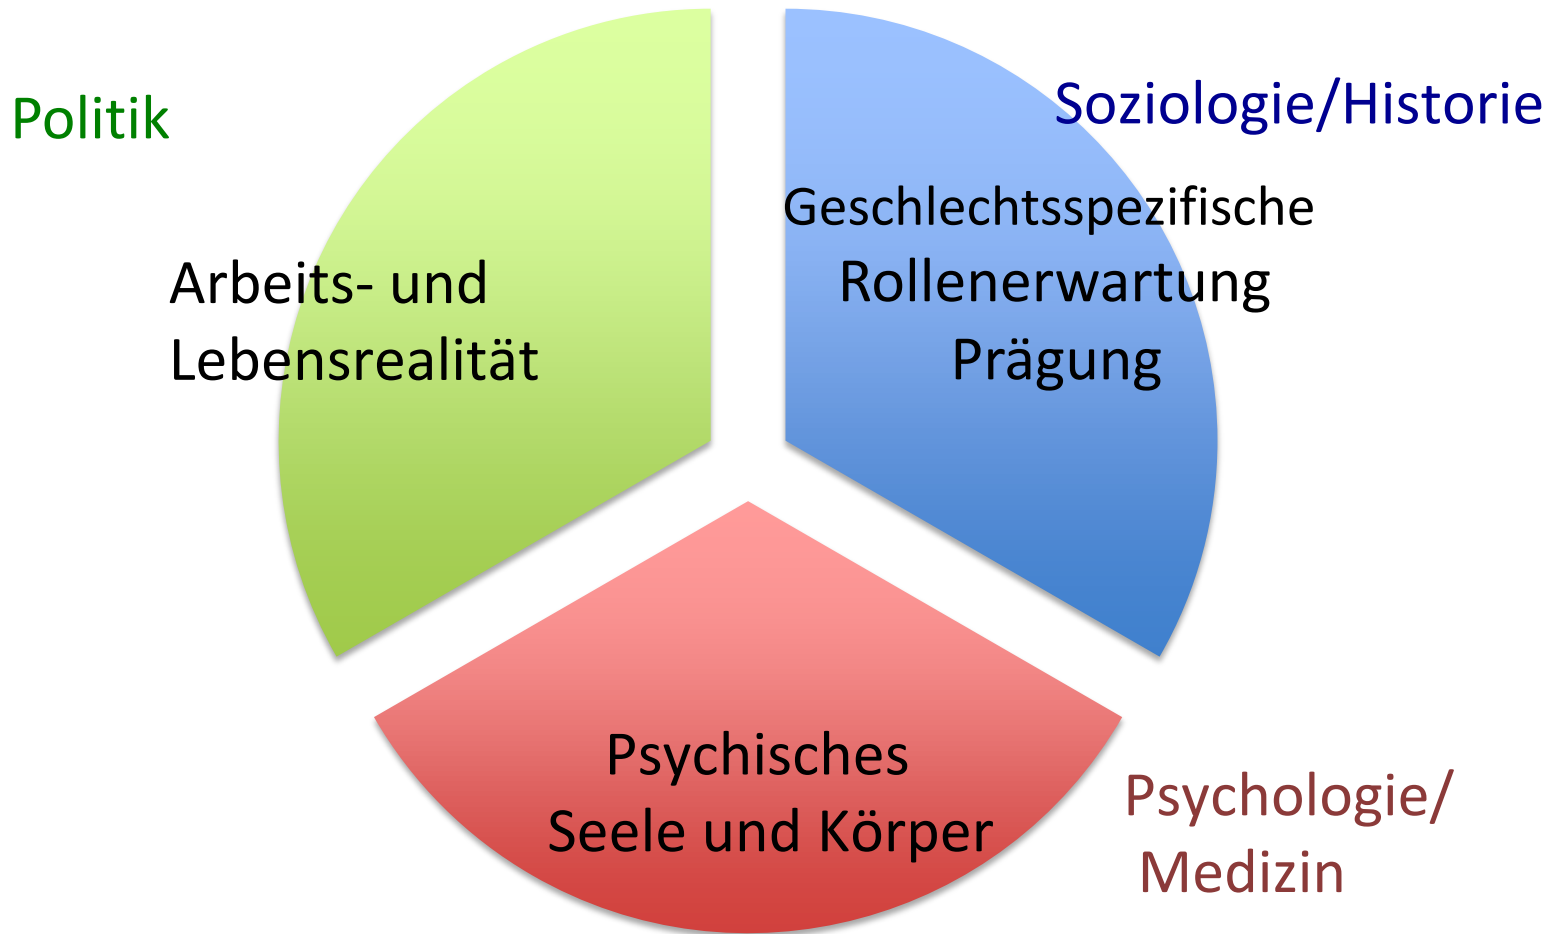 Politik
Soziologie/Historie
Geschlechtsspezifische
Rollenerwartung
Prägung
Arbeits- und
Lebensrealität
Psychisches
Seele und Körper
Psychologie/
Medizin